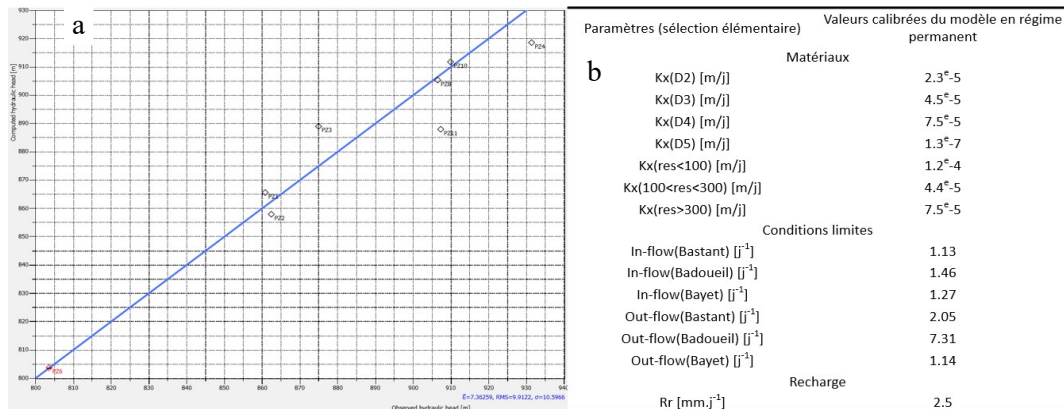 a
930
920
910
900
890
880
870
860
850
840
830
820
810
800
Computed hydraulic head [m]
PZ4
PZ10
PZ8
PZ3
PZ11
PZ1
PZ2
PZ6
800 810 820 830 840 850 860 870 880 890 900 910 920 930 940
Ē=7.36259, RMS=9.9122, σ=10.5966
Observed hydraulic head [m]
b
Paramètres (sélection élémentaire) Valeurs calibrées du modèle en régime
permanent
Matériaux
Kx(D2) [m/j] 2.3e-5
Kx(D3) [m/j] 4.5e-5
Kx(D4) [m/j] 7.5e-5
Kx(D5) [m/j] 1.3e-7
Kx(res<100) [m/j] 1.2e-4
Kx(100<res<300) [m/j] 4.4e-5
Kx(res>300) [m/j] 7.5e-5
Conditions limites
In-flow(Bastant) [j-1] 1.13
In-flow(Badoueil) [j-1] 1.46
In-flow(Bayet) [j-1] 1.27
Out-flow(Bastant) [j-1] 2.05
Out-flow(Badoueil) [j-1] 7.31
Out-flow(Bayet) [j-1] 1.14
Recharge
Rr [mm.j-1] 2.5